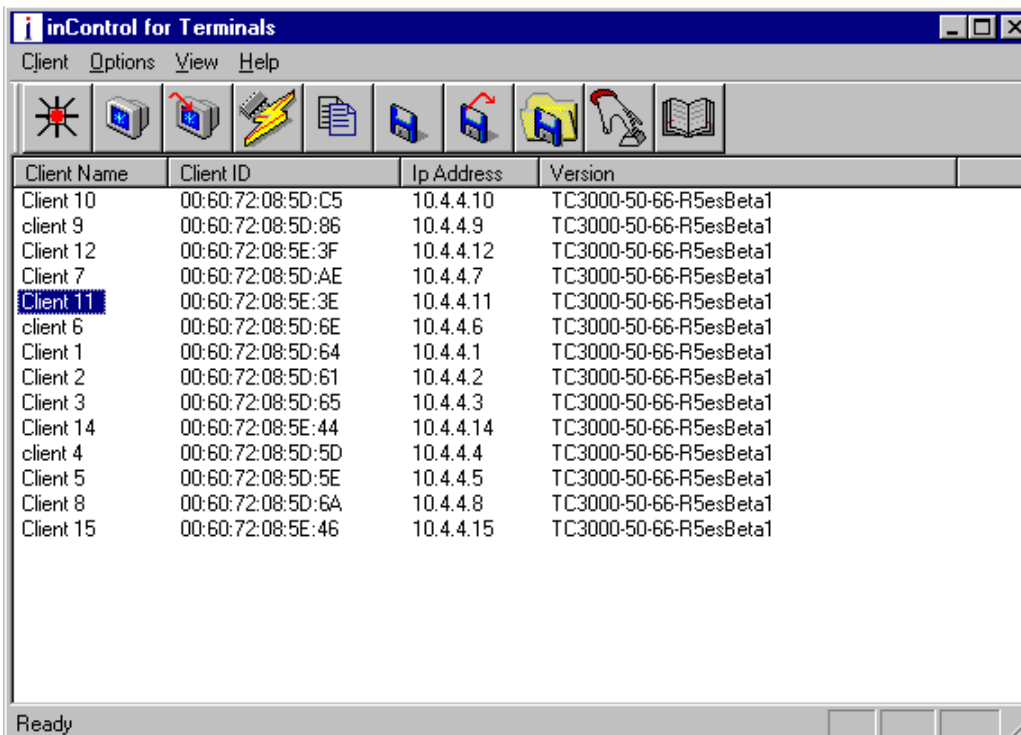 inControl for Terminals
Client Options View Help
Client Name Client ID Ip Address Version
Client 10 00:60:72:08:5D:C5 10.4.4.10 TC3000-50-66-R5esBeta1
client 9 00:60:72:08:5D:86 10.4.4.9 TC3000-50-66-R5esBeta1
Client 12 00:60:72:08:5E:3F 10.4.4.12 TC3000-50-66-R5esBeta1
Client 7 00:60:72:08:5D:AE 10.4.4.7 TC3000-50-66-R5esBeta1
Client 11 00:60:72:08:5E:3E 10.4.4.11 TC3000-50-66-R5esBeta1
client 6 00:60:72:08:5D:6E 10.4.4.6 TC3000-50-66-R5esBeta1
Client 1 00:60:72:08:5D:64 10.4.4.1 TC3000-50-66-R5esBeta1
Client 2 00:60:72:08:5D:61 10.4.4.2 TC3000-50-66-R5esBeta1
Client 3 00:60:72:08:5D:65 10.4.4.3 TC3000-50-66-R5esBeta1
Client 14 00:60:72:08:5E:44 10.4.4.14 TC3000-50-66-R5esBeta1
client 4 00:60:72:08:5D:5D 10.4.4.4 TC3000-50-66-R5esBeta1
Client 5 00:60:72:08:5D:5E 10.4.4.5 TC3000-50-66-R5esBeta1
Client 8 00:60:72:08:5D:6A 10.4.4.8 TC3000-50-66-R5esBeta1
Client 15 00:60:72:08:5E:46 10.4.4.15 TC3000-50-66-R5esBeta1
Ready